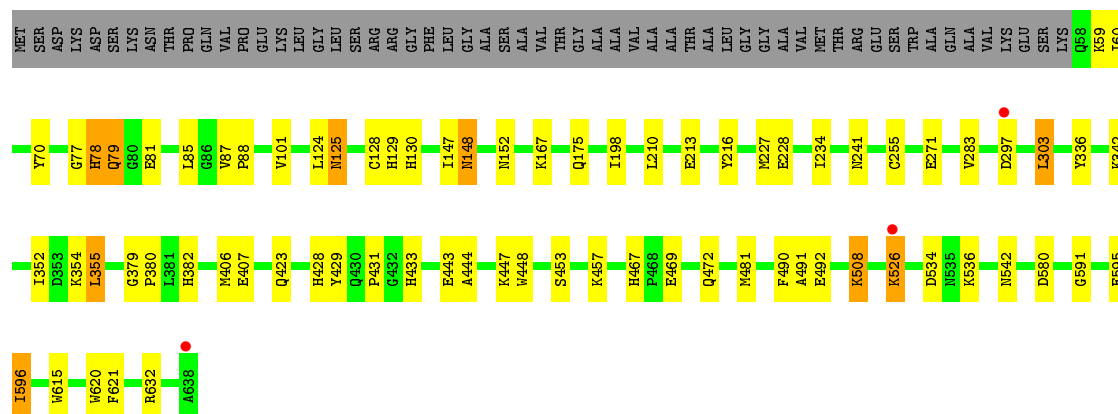 MET SER ASP LYS ASP SER LYS ASN THR PRO GLN VAL PRO GLU LYS LEU GLY LEU SER ARG ARG GLY PHE LEU GLY ALA SER ALA VAL THR GLY ALA ALA VAL ALA ALA THR ALA LEU GLY GLY ALA VAL MET THR ARG GLU SER TRP ALA GLN ALA VAL LYS GLU SER LYS Q58 K59 I60
Y70 G77 H78 Q79 G80 E81 L85 G86 V87 P88 V101 L124 N125 C128 H129 H130 I147 N148 N152 K167 Q175 I198 L210 E213 Y216 M227 E228 I234 N241 C255 E271 V283 D297 L303 Y336 K342
I352 D353 K354 L355 G379 P380 L381 H382 M406 E407 Q423 H428 Y429 Q430 P431 G432 H433 E443 A444 K447 W448 S453 K457 H467 P468 E469 Q472 M481 F490 A491 E492 K508 K526 D534 N535 K536 N542 D580 G591 E595
I596 W615 W620 F621 R632 A638